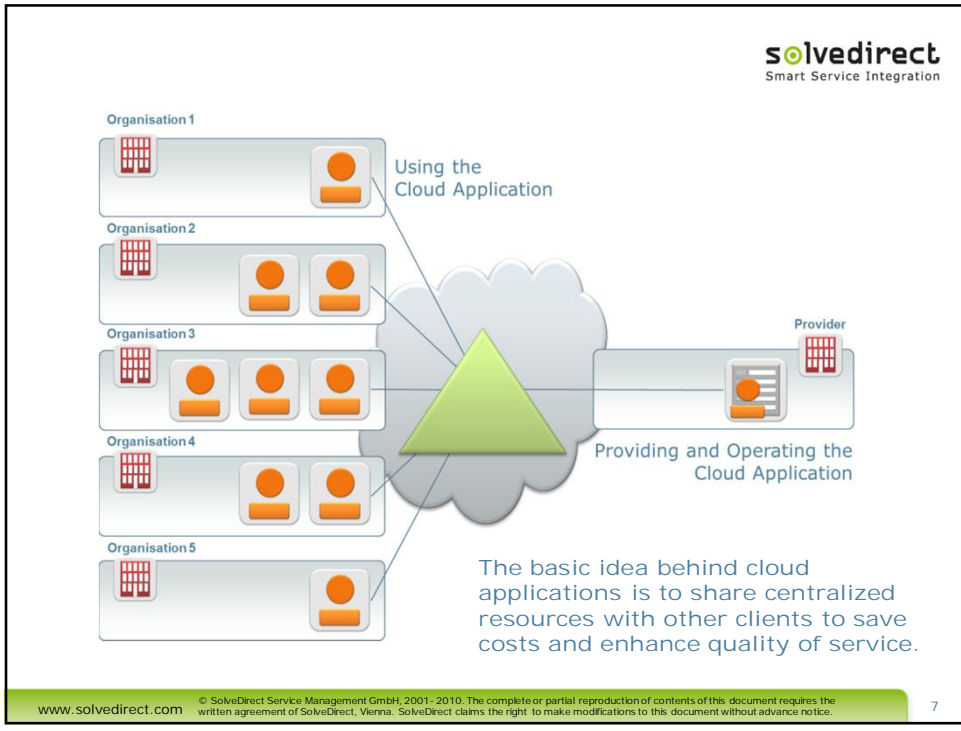 solvedirect
Smart Service Integration
Organisation 1
Using the
Cloud Application
Organisation 2
Organisation 3
Provider
Organisation 4
Providing and Operating the
Cloud Application
Organisation 5
The basic idea behind cloud
applications is to share centralized
resources with other clients to save
costs and enhance quality of service.
www.solvedirect.com
© SolveDirect Service Management GmbH, 2001- 2010. The complete or partial reproduction of contents of this document requires the
written agreement of SolveDirect, Vienna. SolveDirect claims the right to make modifications to this document without advance notice.
7